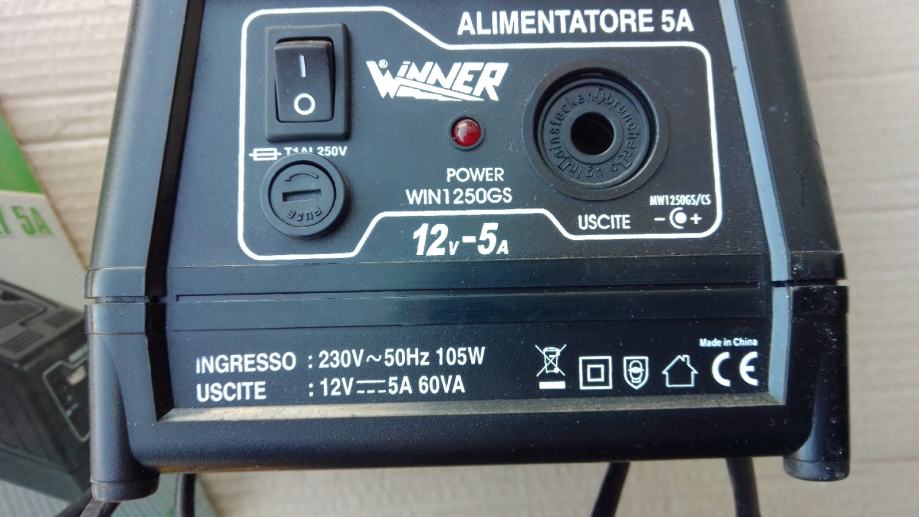 ALIMENTATORE 5A
WiNNER
T1AL250V
FUSE
POWER
WIN1250GS
USCITE
MW1250GS/CS
- +
12V-5A
5A
INGRESSO : 230V~50Hz 105W
USCITE : 12V⎓5A 60VA
Made in China
CE